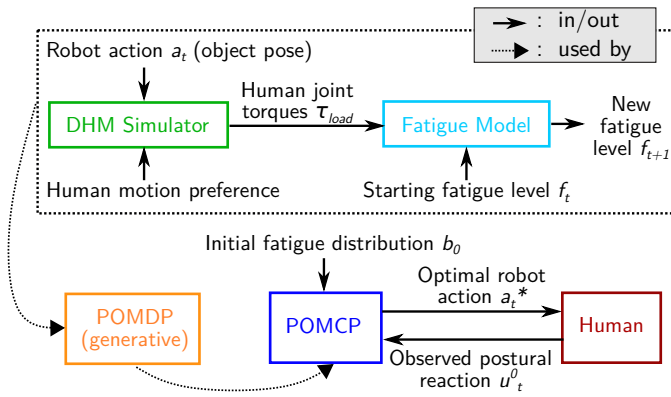 : in/out
: used by
Robot action a_t (object pose)
Human joint
torques τ_load
DHM Simulator
Fatigue Model
New
fatigue
level f_{t+1}
Human motion preference
Starting fatigue level f_t
Initial fatigue distribution b_0
Optimal robot
action a_t*
POMDP
(generative)
POMCP
Human
Observed postural
reaction u^0_t